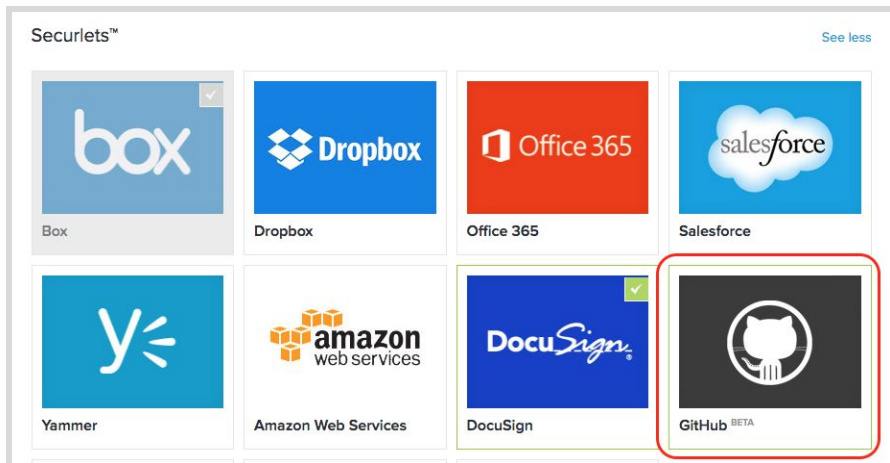 Securlets™
See less
box
Dropbox
Office 365
salesforce
Box
Dropbox
Office 365
Salesforce
y
amazon
web services
DocuSign®
Yammer
Amazon Web Services
DocuSign
GitHub BETA